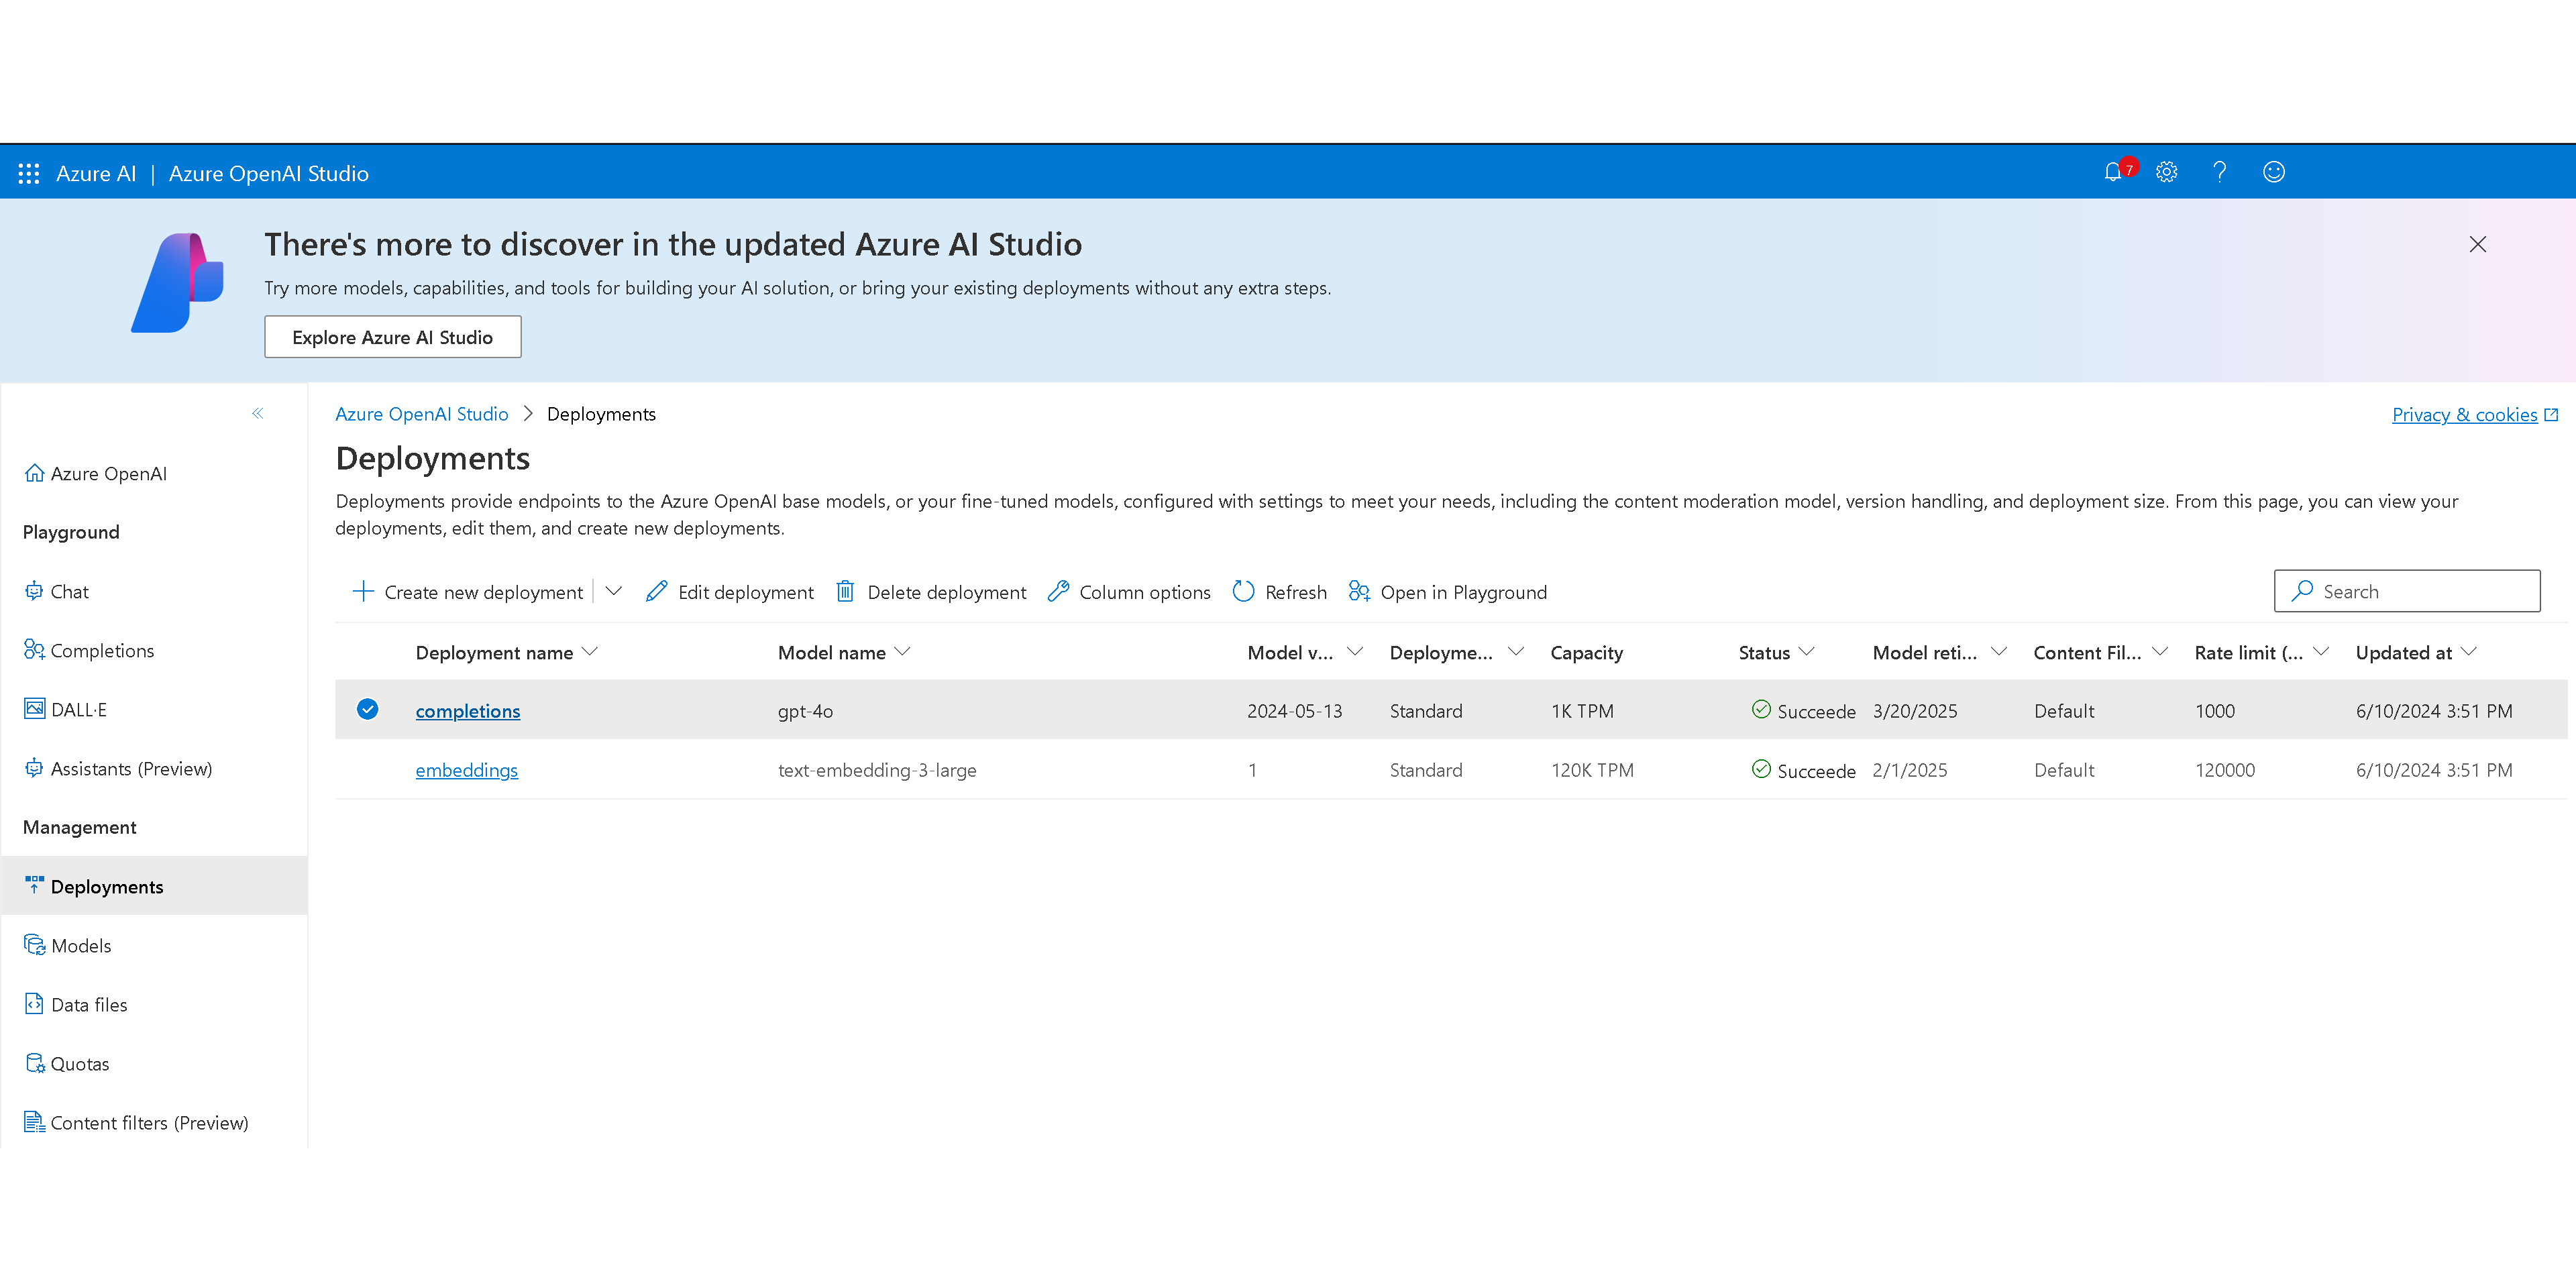 Azure AI | Azure OpenAI Studio
7
There's more to discover in the updated Azure AI Studio
Try more models, capabilities, and tools for building your AI solution, or bring your existing deployments without any extra steps.
Explore Azure AI Studio
Azure OpenAI Studio > Deployments
Privacy & cookies
Azure OpenAI
Playground
Chat
Completions
DALL·E
Assistants (Preview)
Management
Deployments
Models
Data files
Quotas
Content filters (Preview)
Deployments
Deployments provide endpoints to the Azure OpenAI base models, or your fine-tuned models, configured with settings to meet your needs, including the content moderation model, version handling, and deployment size. From this page, you can view your
deployments, edit them, and create new deployments.
Create new deployment Edit deployment Delete deployment Column options Refresh Open in Playground Search
Deployment name Model name Model v... Deployme... Capacity Status Model reti... Content Fil... Rate limit (... Updated at
completions gpt-4o 2024-05-13 Standard 1K TPM Succeede 3/20/2025 Default 1000 6/10/2024 3:51 PM
embeddings text-embedding-3-large 1 Standard 120K TPM Succeede 2/1/2025 Default 120000 6/10/2024 3:51 PM